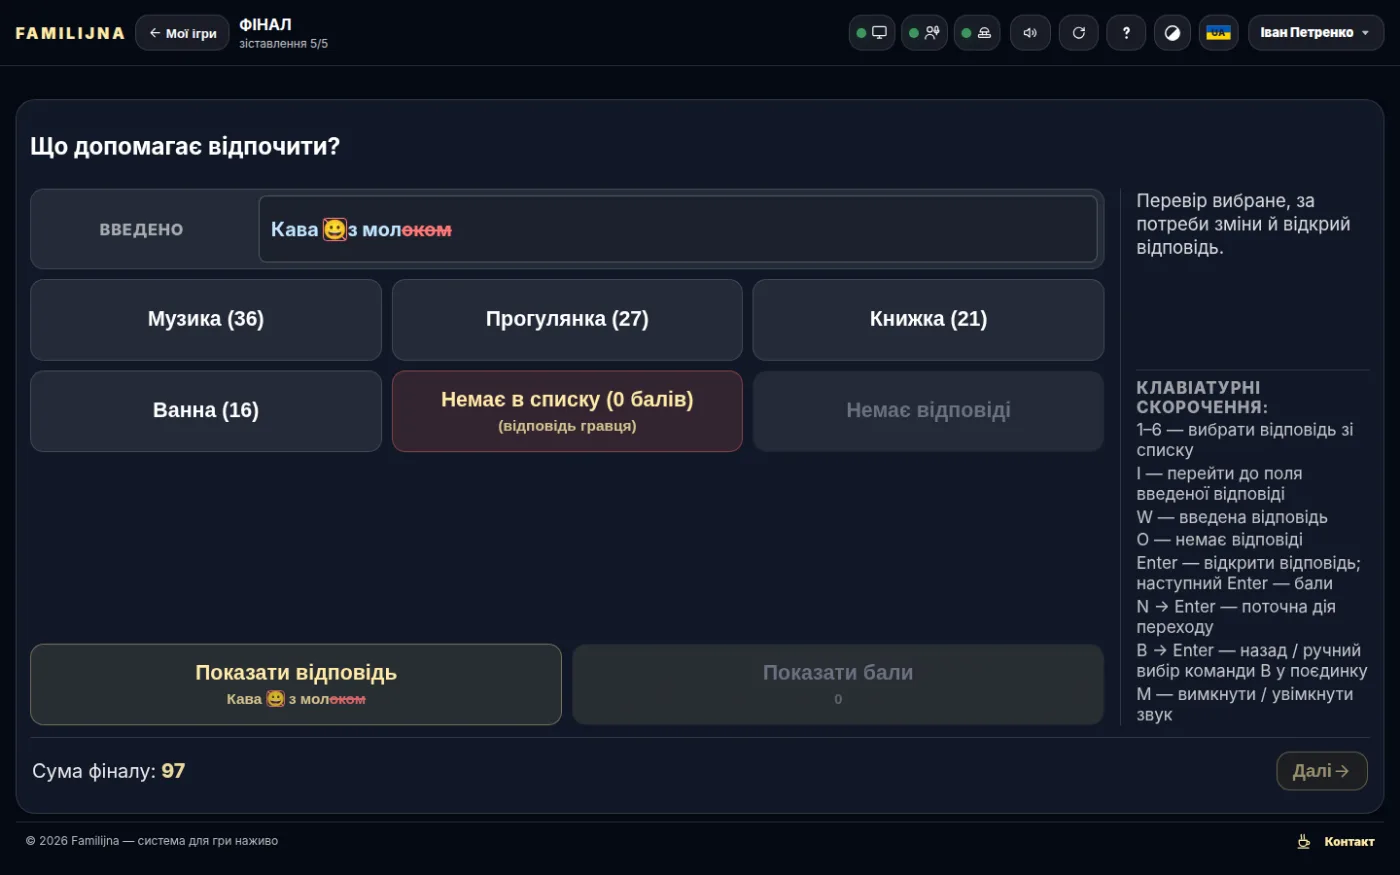 FAMILIJNA
← Мої ігри
ФІНАЛ
зіставлення 5/5
?
UA
Іван Петренко
Що допомагає відпочити?
ВВЕДЕНО
Кава 😀з молоком
Музика (36)
Прогулянка (27)
Книжка (21)
Ванна (16)
Немає в списку (0 балів)
(відповідь гравця)
Немає відповіді
Показати відповідь
Кава 😀 з молоком
Показати бали
0
Перевір вибране, за
потреби зміни й відкрий
відповідь.
КЛАВІАТУРНІ
СКОРОЧЕННЯ:
1–6 — вибрати відповідь зі
списку
I — перейти до поля
введеної відповіді
W — введена відповідь
O — немає відповіді
Enter — відкрити відповідь;
наступний Enter — бали
N → Enter — поточна дія
переходу
B → Enter — назад / ручний
вибір команди B у поєдинку
M — вимкнути / увімкнути
звук
Сума фіналу: 97
Далі →
© 2026 Familijna — система для гри наживо
Контакт